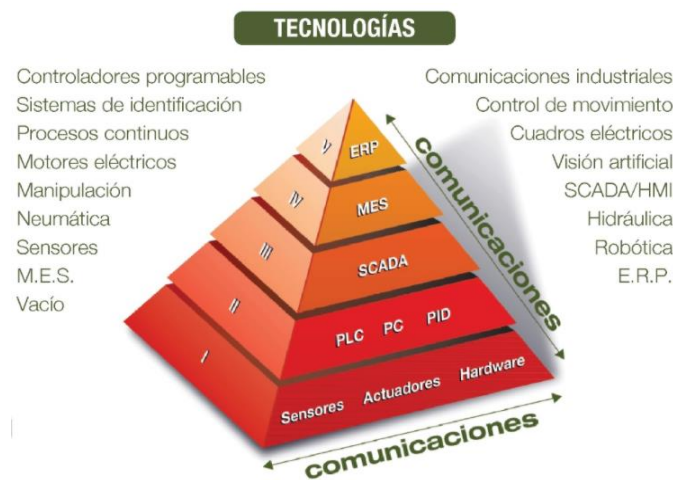 TECNOLOGÍAS
Controladores programables
Sistemas de identificación
Procesos continuos
Motores eléctricos
Manipulación
Neumática
Sensores
M.E.S.
Vacío
Comunicaciones industriales
Control de movimiento
Cuadros eléctricos
Visión artificial
SCADA/HMI
Hidráulica
Robótica
E.R.P.
V
ERP
IV
MES
III
SCADA
II
PLC PC PID
I
Sensores Actuadores Hardware
comunicaciones
comunicaciones